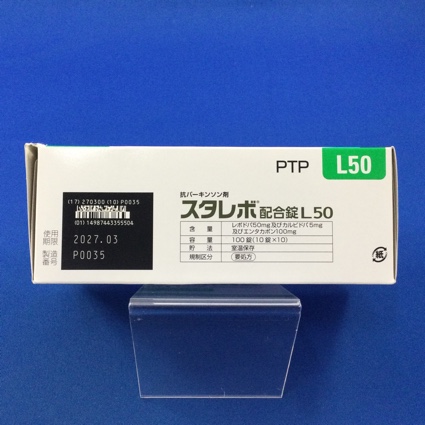 PTP L50
(17) 270300 (10) P0035
(01) 14987443355504
使用期限 2027.03
製造番号 P0035
抗パーキンソン剤
スタレボ®配合錠L50
含量 レボドパ50mg及びカルビドパ5mg
及びエンタカポン100mg
容量 100錠(10錠×10)
貯法 室温保存
規制区分 要処方
紙